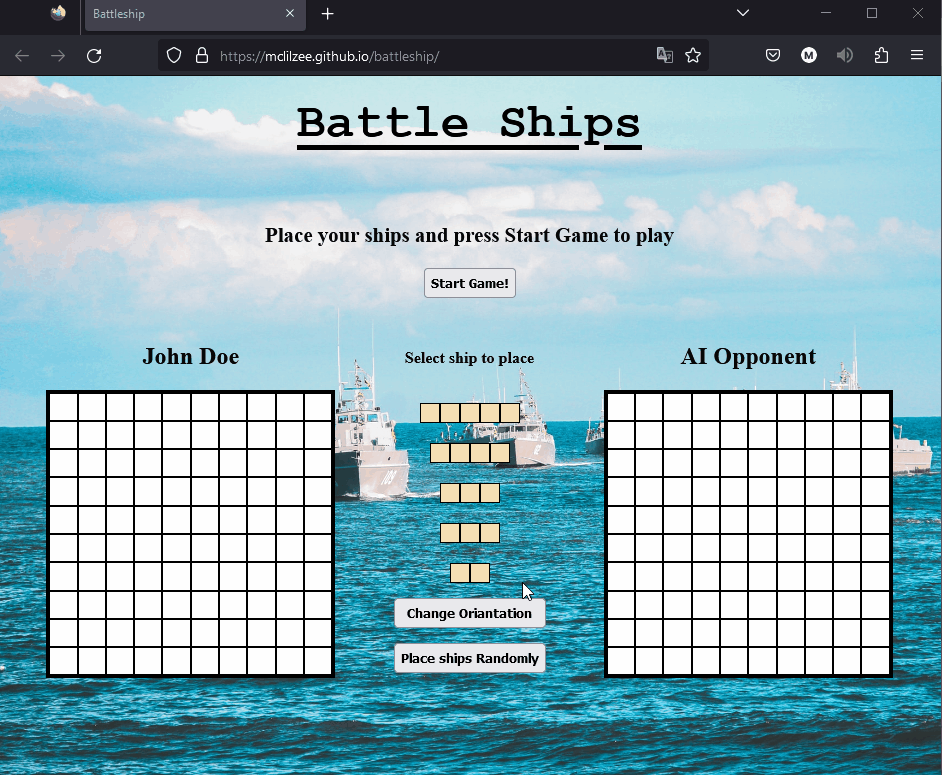 Battleship
https://mclilzee.github.io/battleship/
M
Battle Ships
Place your ships and press Start Game to play
Start Game!
John Doe
Select ship to place
AI Opponent
Change Oriantation
Place ships Randomly